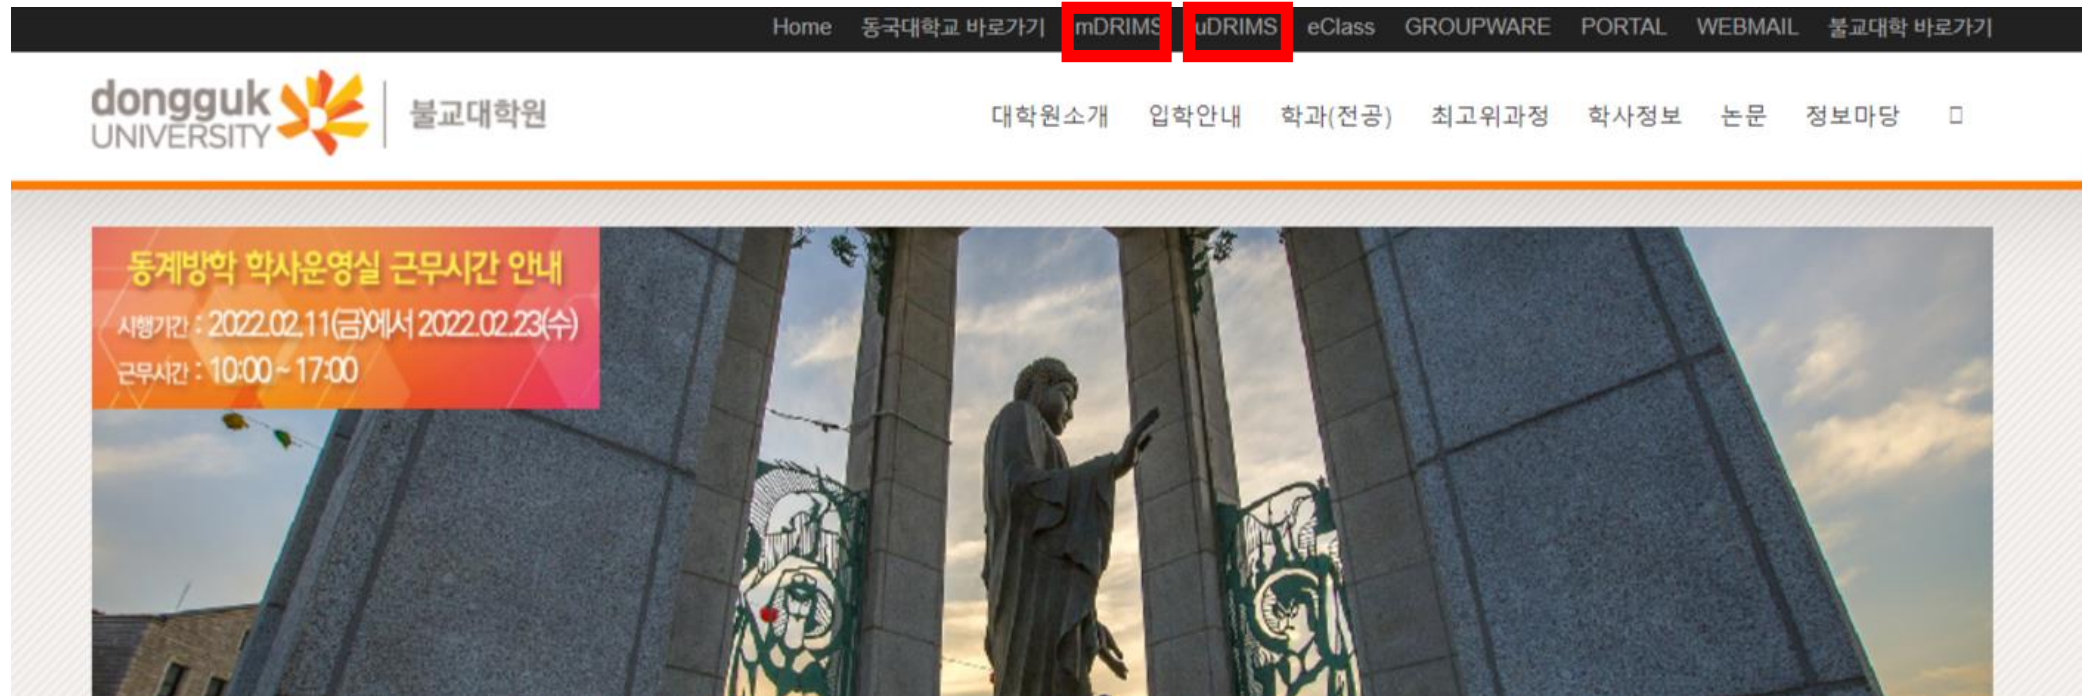 Home 동국대학교 바로가기 mDRIMS uDRIMS eClass GROUPWARE PORTAL WEBMAIL 불교대학 바로가기
dongguk
UNIVERSITY
불교대학원
대학원소개 입학안내 학과(전공) 최고위과정 학사정보 논문 정보마당
동계방학 학사운영실 근무시간 안내
시행기간 : 2022.02.11(금)에서 2022.02.23(수)
근무시간 : 10:00 ~ 17:00